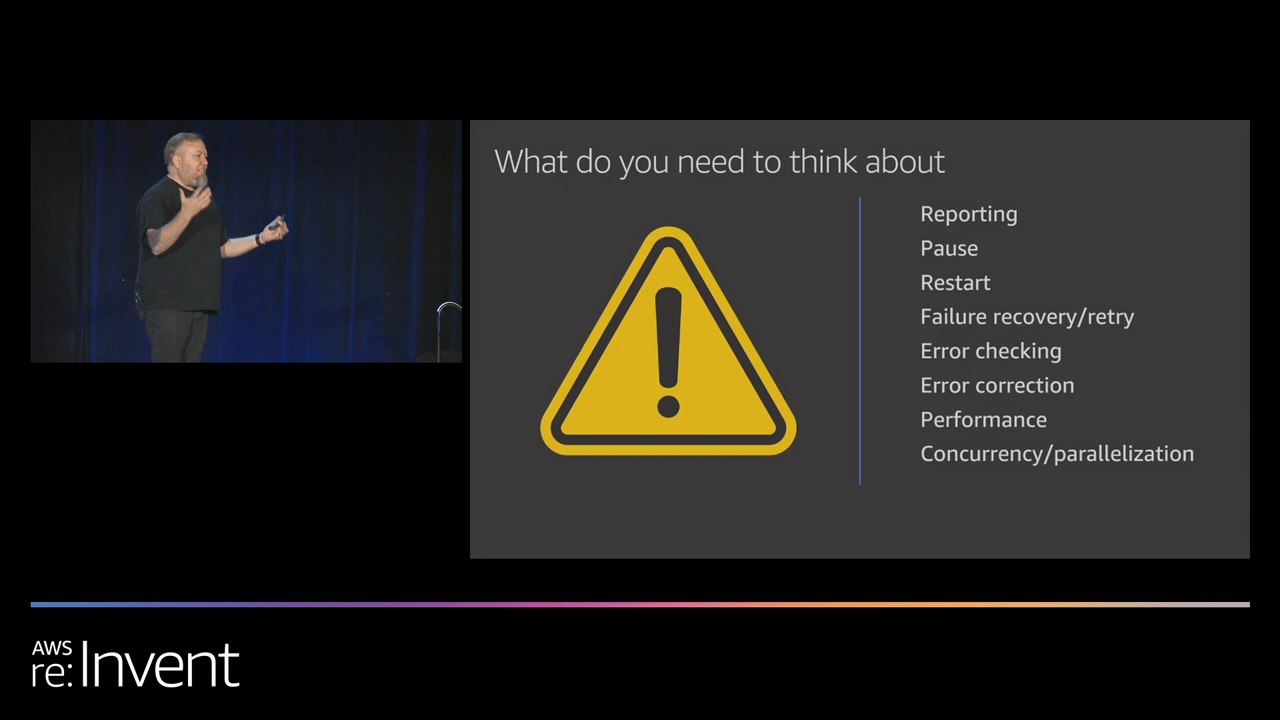 What do you need to think about
Reporting
Pause
Restart
Failure recovery/retry
Error checking
Error correction
Performance
Concurrency/parallelization
AWS
re:Invent